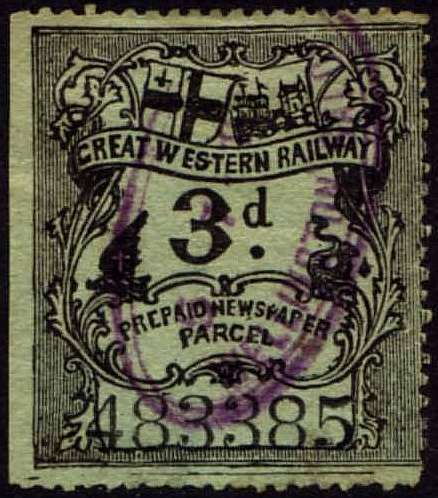 GREAT WESTERN RAILWAY
3d.
PREPAID NEWSPAPER
PARCEL
483385